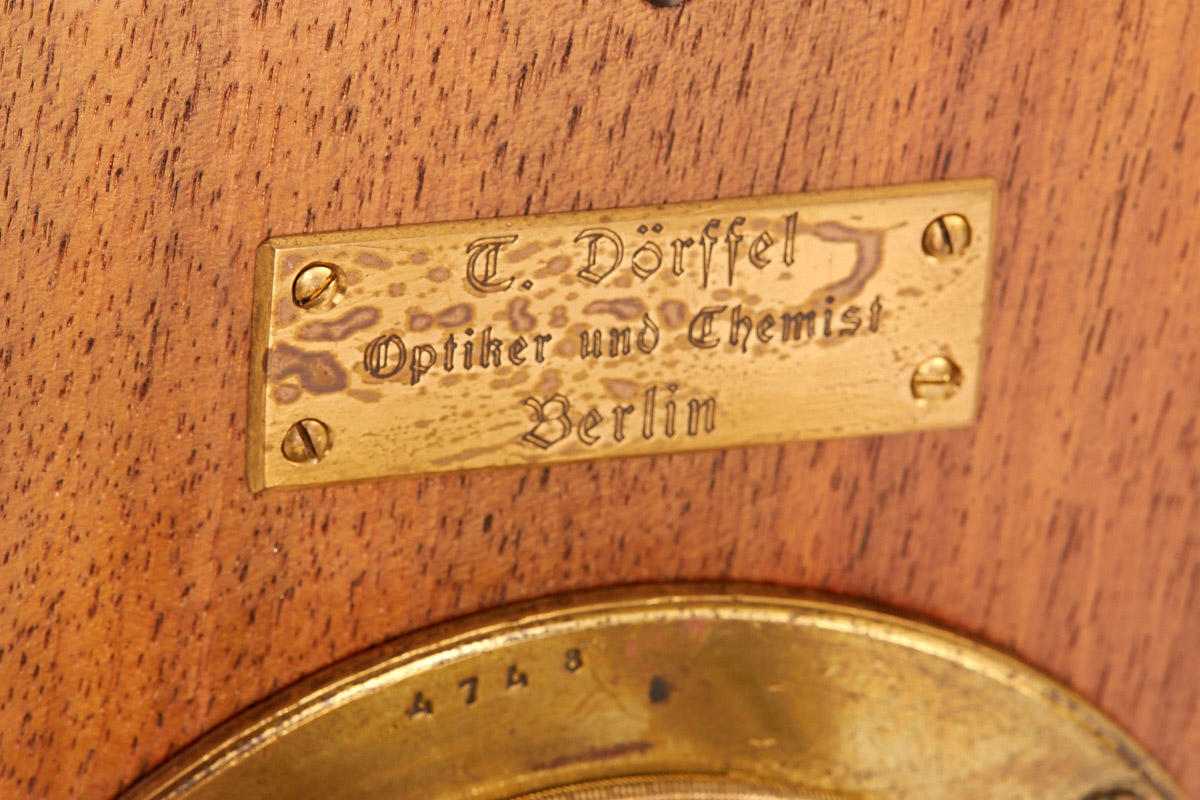 T. Dörffel
Optiker und Chemist
Berlin
4748